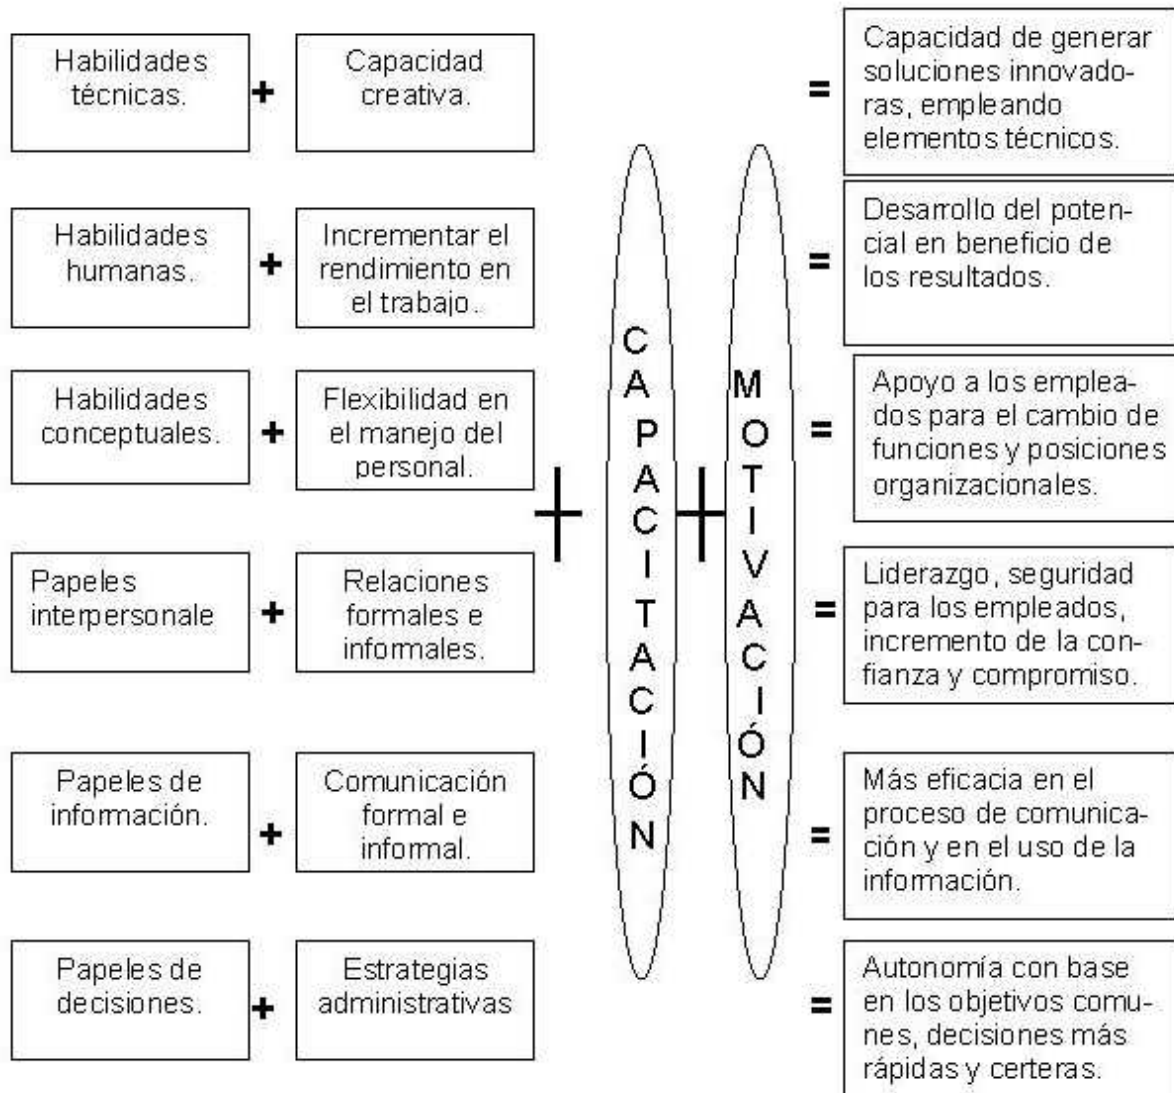 Habilidades
técnicas.
+
Capacidad
creativa.
=
Capacidad de generar
soluciones innovado-
ras, empleando
elementos técnicos.
Habilidades
humanas.
+
Incrementar el
rendimiento en
el trabajo.
=
Desarrollo del poten-
cial en beneficio de
los resultados.
Habilidades
conceptuales.
+
Flexibilidad en
el manejo del
personal.
=
Apoyo a los emplea-
dos para el cambio de
funciones y posiciones
organizacionales.
+
CAPACITACIÓN
+
MOTIVACIÓN
Papeles
interpersonale
+
Relaciones
formales e
informales.
=
Liderazgo, seguridad
para los empleados,
incremento de la con-
fianza y compromiso.
Papeles de
información.
+
Comunicación
formal e
informal.
=
Más eficacia en el
proceso de comunica-
ción y en el uso de la
información.
Papeles de
decisiones.
+
Estrategias
administrativas
=
Autonomía con base
en los objetivos comu-
nes, decisiones más
rápidas y certeras.